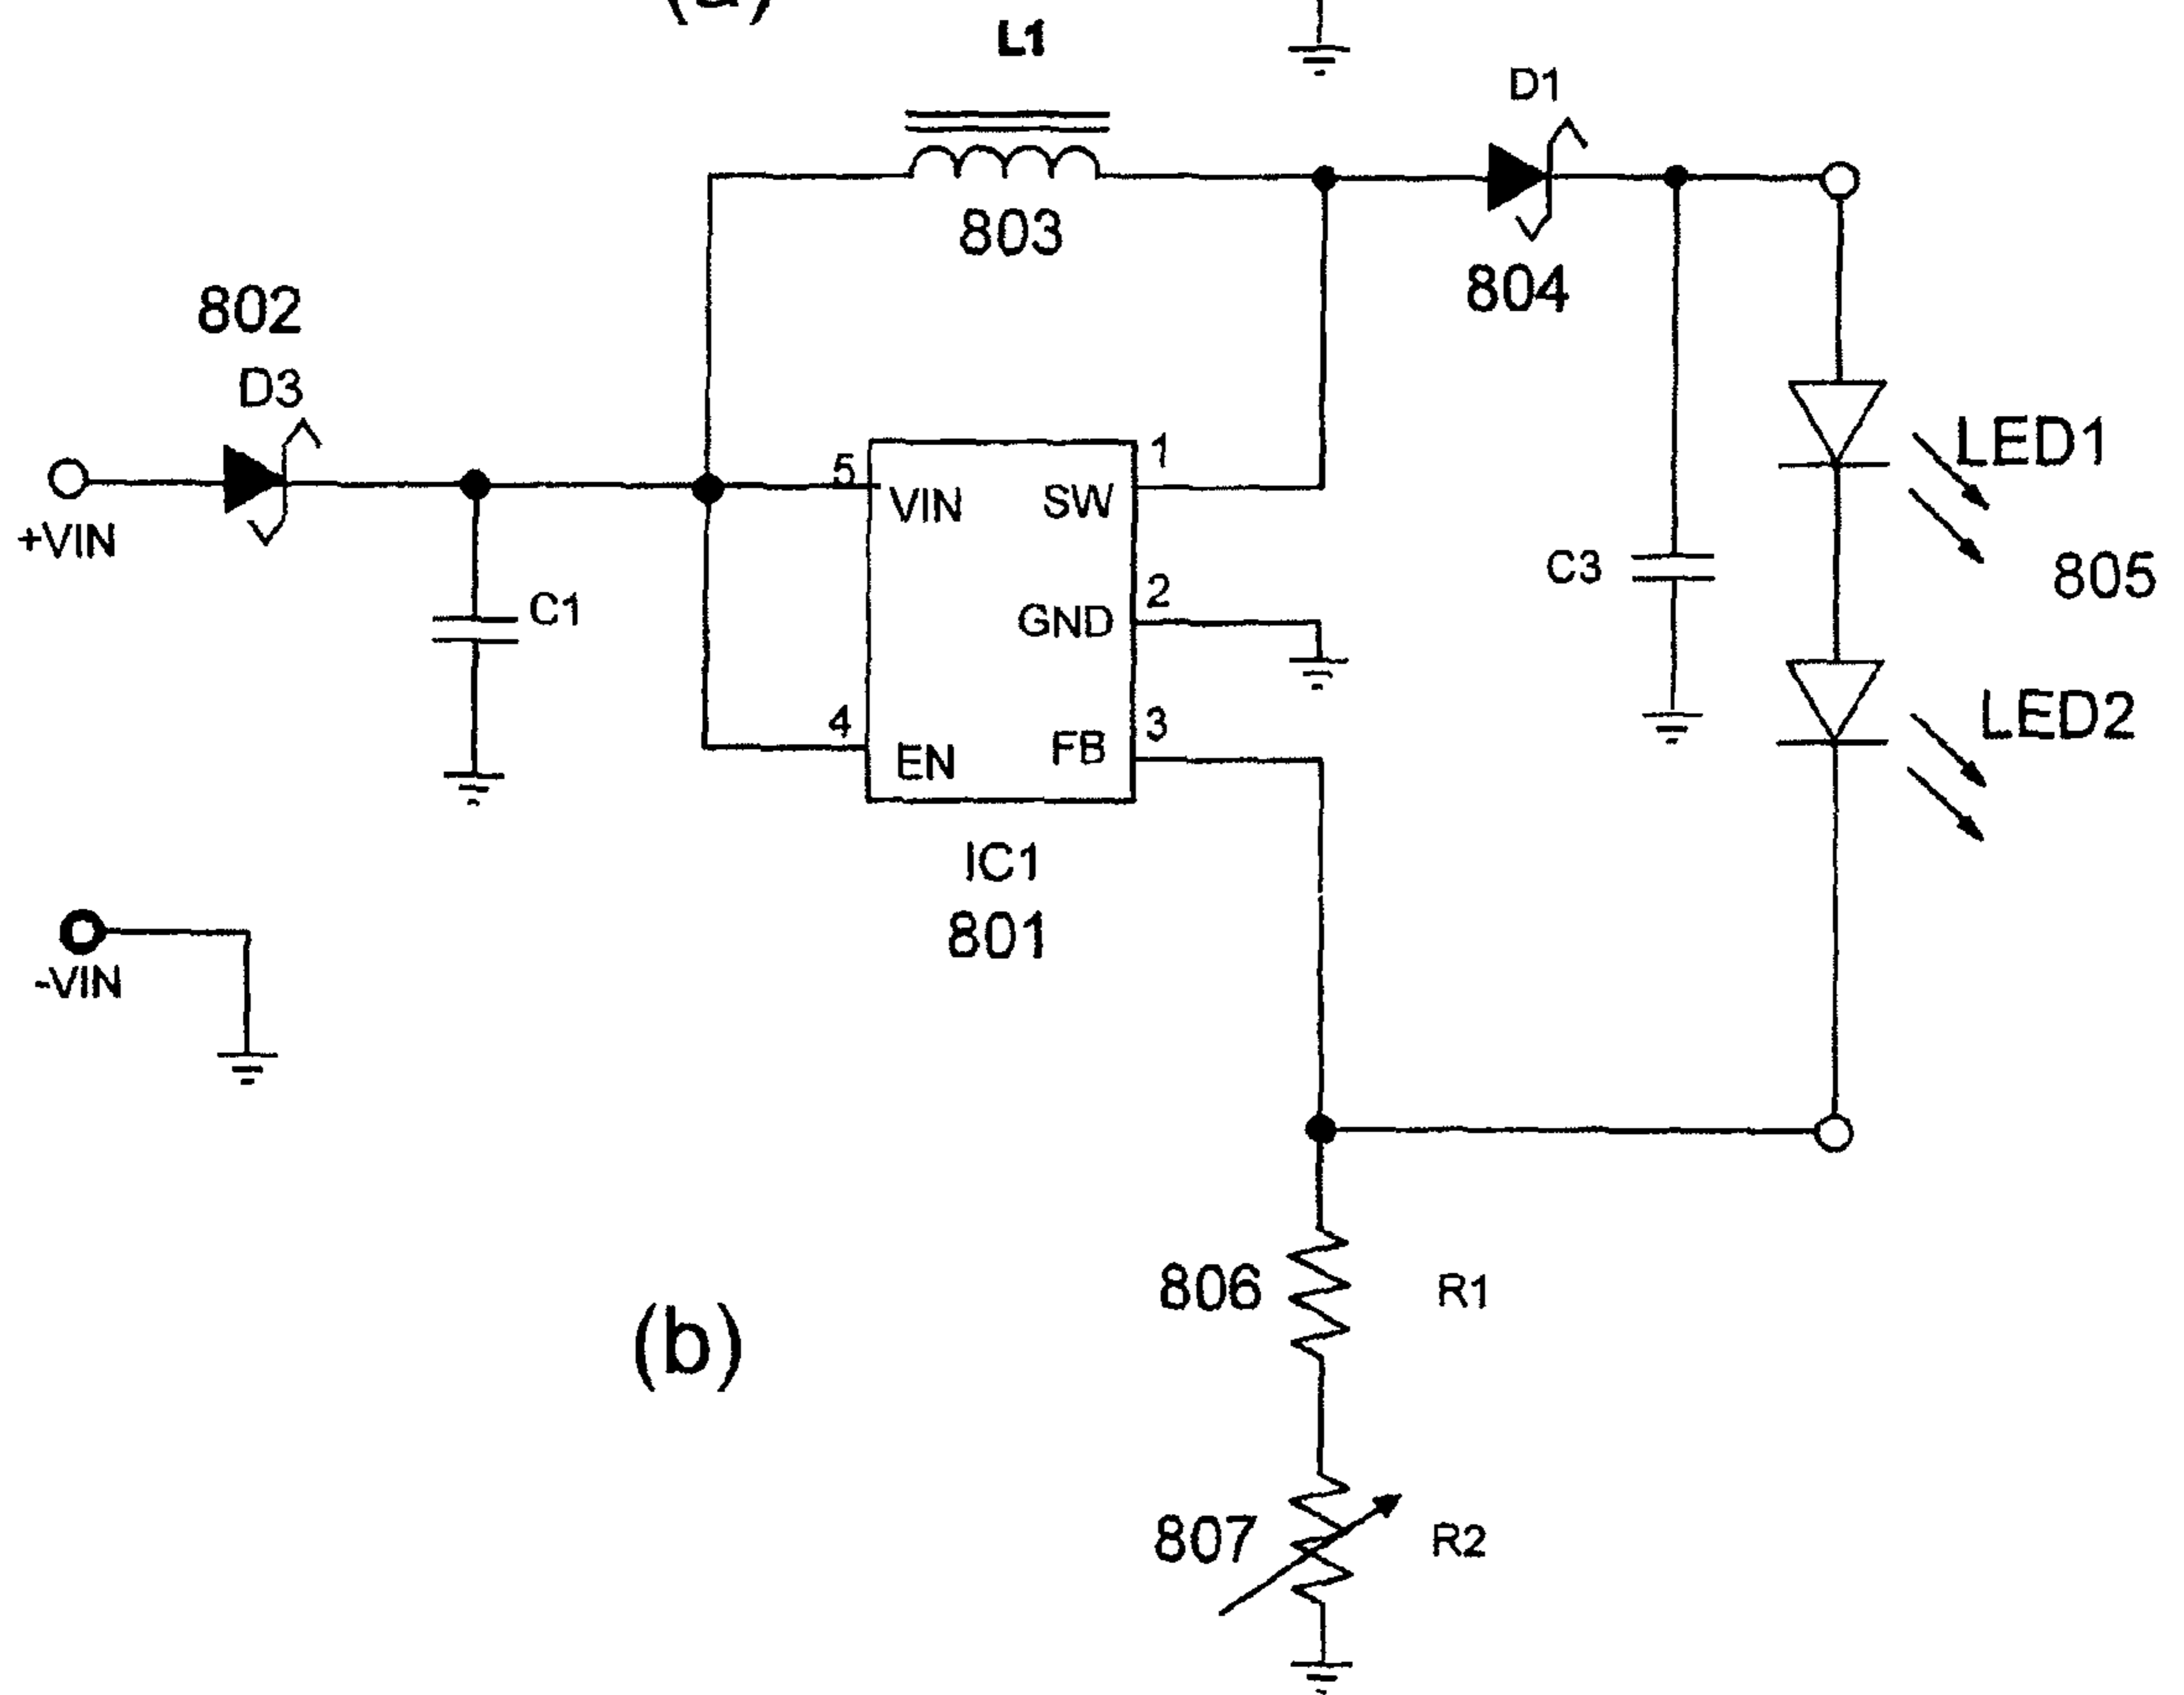 (a)
L1
D1
803
804
802
D3
+VIN
5
VIN
SW
1
GND
2
4
EN
FB
3
C1
C3
LED1
805
LED2
IC1
801
-VIN
806
R1
(b)
807
R2